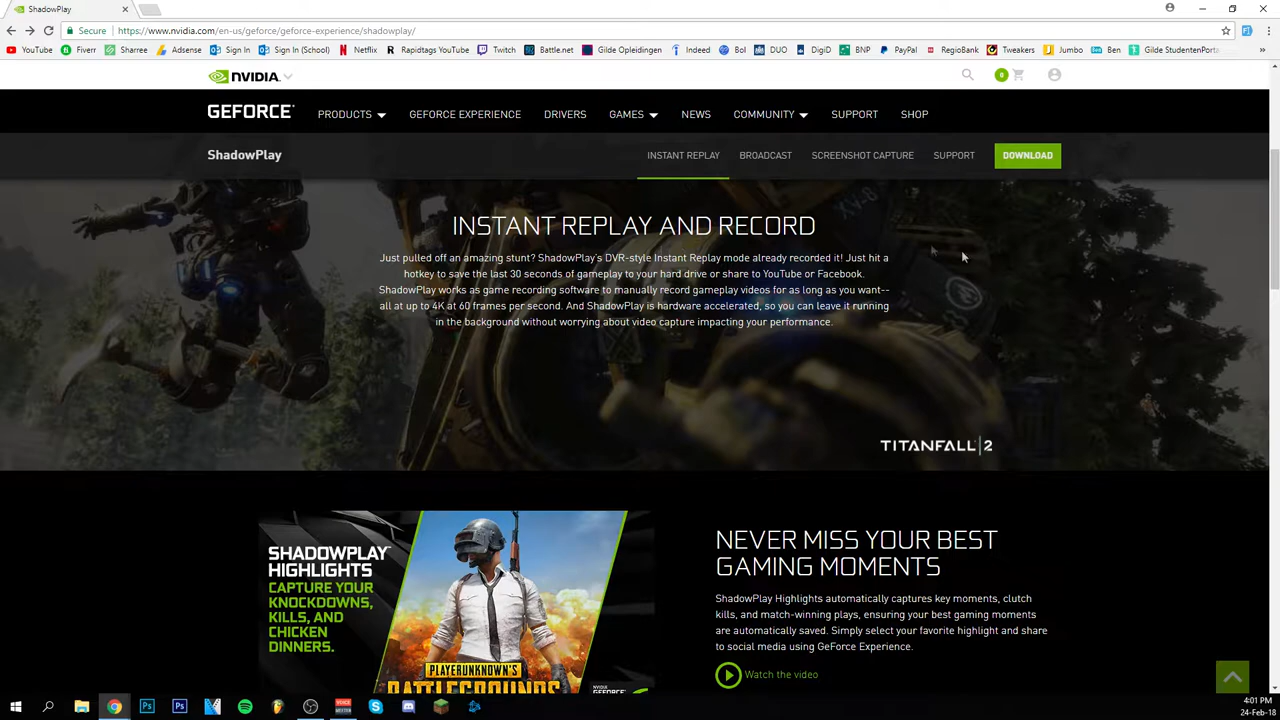 ShadowPlay
Secure https://www.nvidia.com/en-us/geforce/geforce-experience/shadowplay/
YouTube Fiverr Sharree Adsense Sign In Sign In (School) Netflix Rapidtags YouTube Twitch Battle.net Gilde Opleidingen Indeed Bol DUO DigiD BNP PayPal RegioBank Tweakers Jumbo Ben Gilde StudentenPorta
NVIDIA. 0
GEFORCE PRODUCTS GEFORCE EXPERIENCE DRIVERS GAMES NEWS COMMUNITY SUPPORT SHOP
ShadowPlay INSTANT REPLAY BROADCAST SCREENSHOT CAPTURE SUPPORT DOWNLOAD
INSTANT REPLAY AND RECORD
Just pulled off an amazing stunt? ShadowPlay's DVR-style Instant Replay mode already recorded it! Just hit a
hotkey to save the last 30 seconds of gameplay to your hard drive or share to YouTube or Facebook.
ShadowPlay works as game recording software to manually record gameplay videos for as long as you want--
all at up to 4K at 60 frames per second. And ShadowPlay is hardware accelerated, so you can leave it running
in the background without worrying about video capture impacting your performance.
TITANFALL|2
SHADOWPLAY™
HIGHLIGHTS
CAPTURE YOUR
KNOCKDOWNS,
KILLS, AND
CHICKEN
DINNERS.
PLAYERUNKNOWN'S
BATTLEGROUNDS
NVIDIA
GEFORCE
NEVER MISS YOUR BEST
GAMING MOMENTS
ShadowPlay Highlights automatically captures key moments, clutch
kills, and match-winning plays, ensuring your best gaming moments
are automatically saved. Simply select your favorite highlight and share
to social media using GeForce Experience.
Watch the video
4:01 PM
24-Feb-18